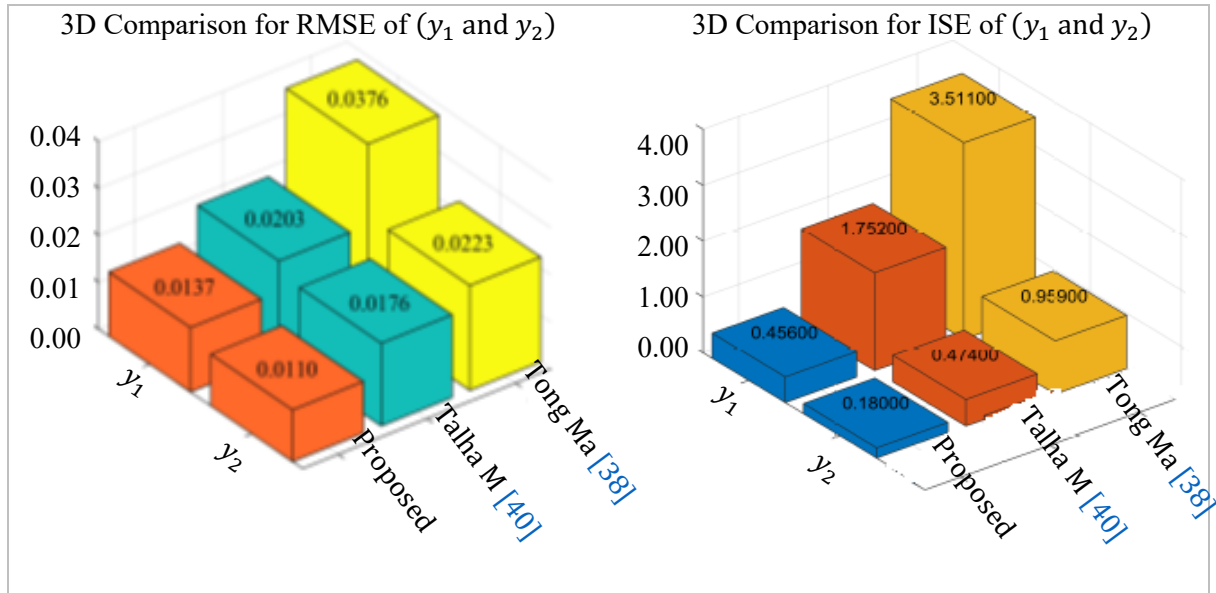 3D Comparison for RMSE of (𝑦₁ and 𝑦₂)
0.04
0.03
0.02
0.01
0.00
0.0376
0.0203
0.0223
0.0137
0.0176
0.0110
𝑦₁
𝑦₂
Proposed
Talha M [40]
Tong Ma [38]
3D Comparison for ISE of (𝑦₁ and 𝑦₂)
4.00
3.00
2.00
1.00
0.00
3.51100
1.75200
0.95900
0.45600
0.47400
0.18000
𝑦₁
𝑦₂
Proposed
Talha M [40]
Tong Ma [38]